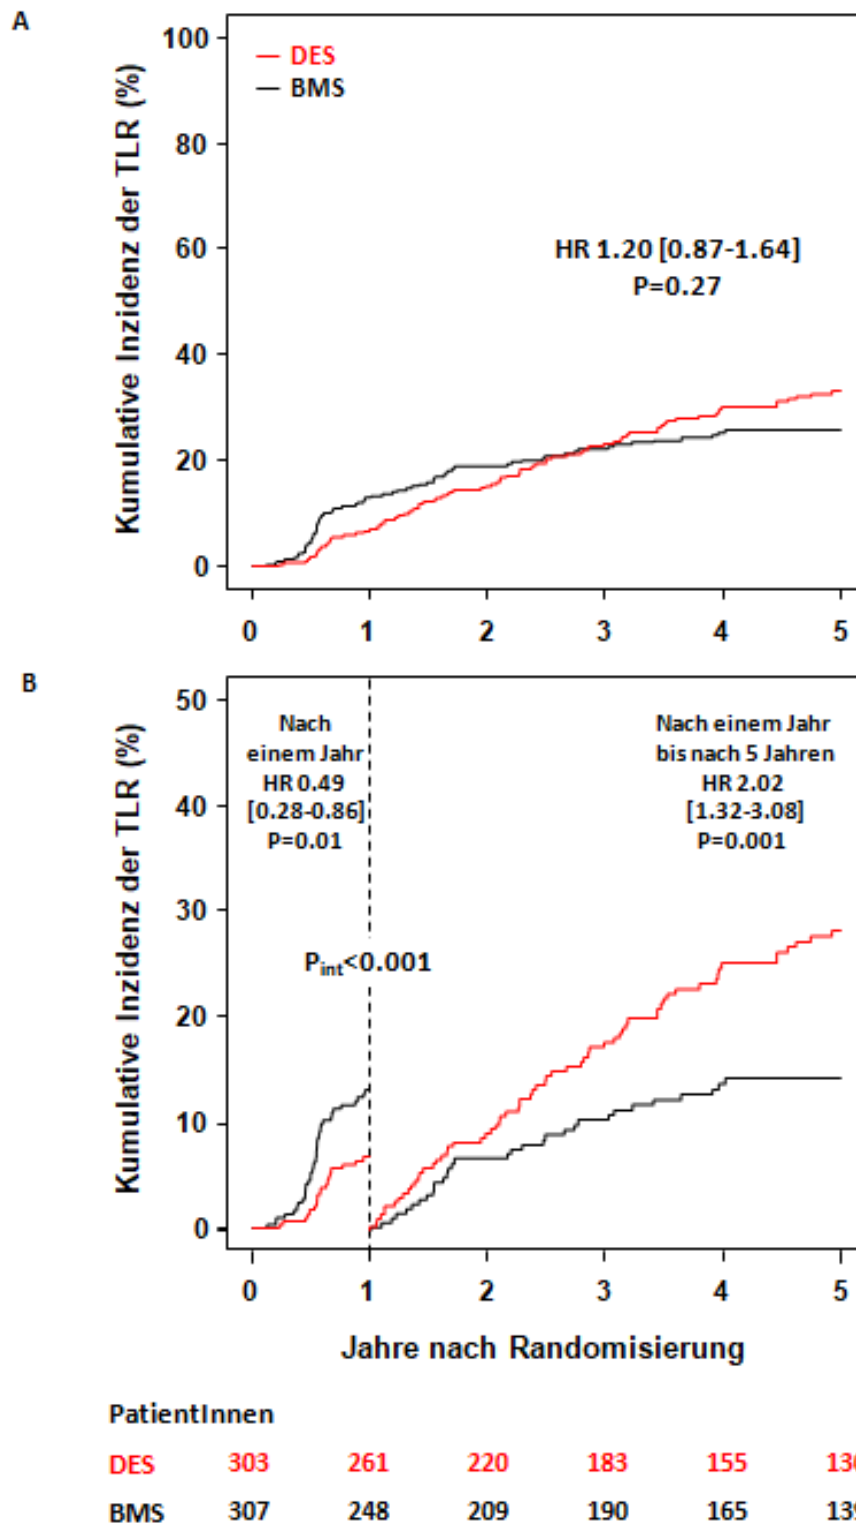 A
Kumulative Inzidenz der TLR (%)
100
80
60
40
20
0
DES
BMS
HR 1.20 [0.87-1.64]
P=0.27
0 1 2 3 4 5
B
Kumulative Inzidenz der TLR (%)
50
40
30
20
10
0
Nach
einem Jahr
HR 0.49
[0.28-0.86]
P=0.01
Nach einem Jahr
bis nach 5 Jahren
HR 2.02
[1.32-3.08]
P=0.001
Pint<0.001
0 1 2 3 4 5
Jahre nach Randomisierung
PatientInnen
DES 303 261 220 183 155
BMS 307 248 209 190 165